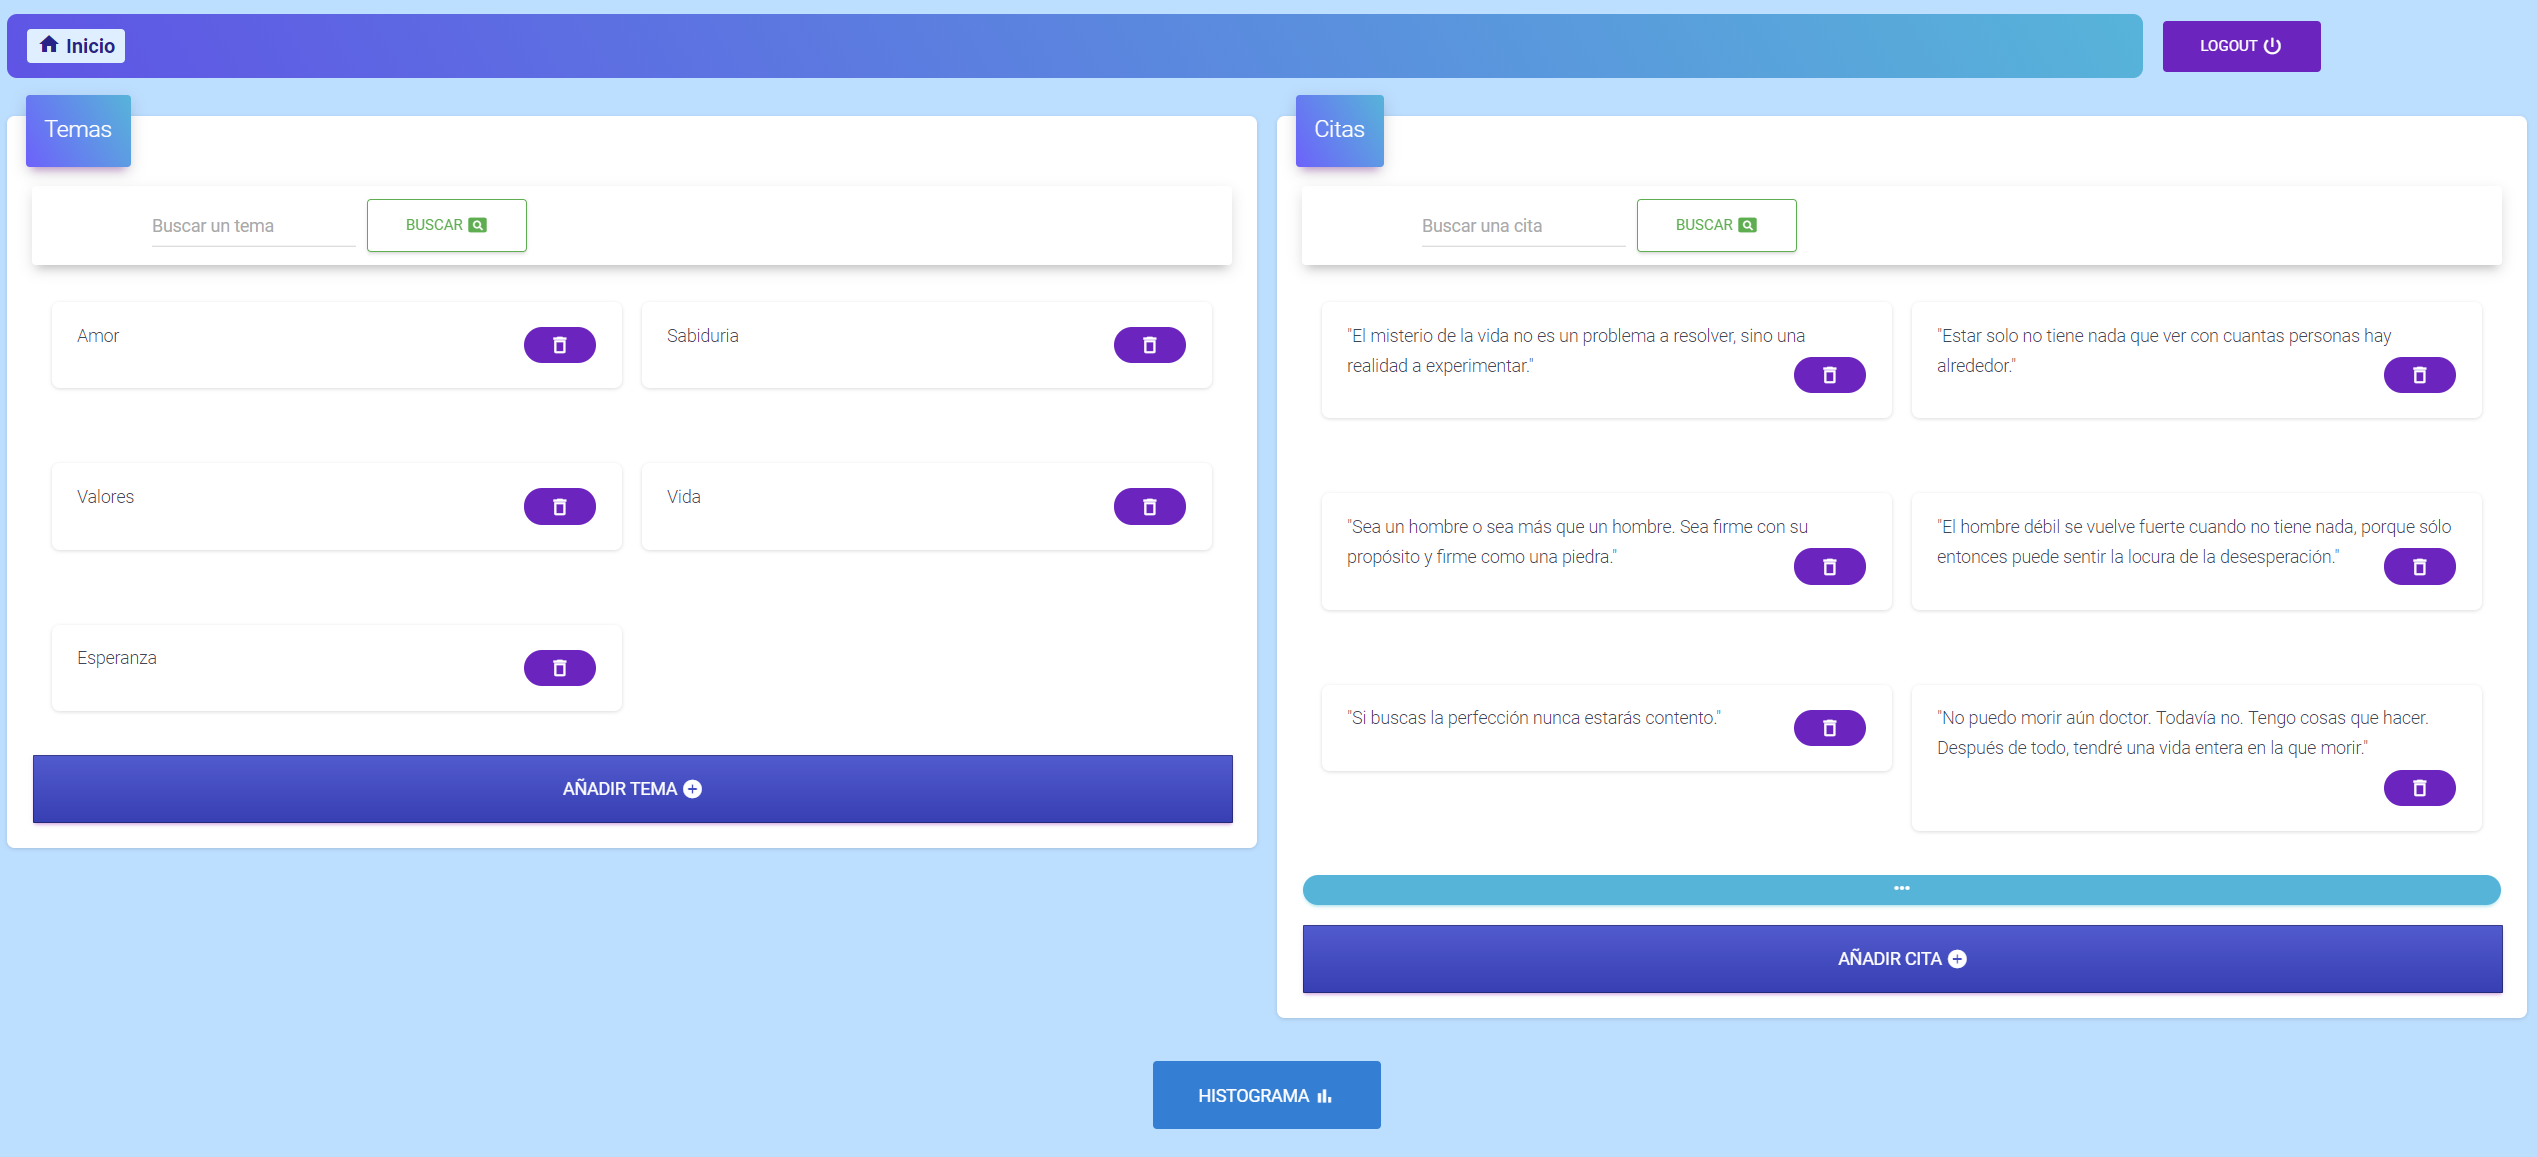 Inicio
LOGOUT
Temas
Buscar un tema
BUSCAR
Amor
Sabiduria
Valores
Vida
Esperanza
AÑADIR TEMA
Citas
Buscar una cita
BUSCAR
"El misterio de la vida no es un problema a resolver, sino una
realidad a experimentar."
"Estar solo no tiene nada que ver con cuantas personas hay
alrededor."
"Sea un hombre o sea más que un hombre. Sea firme con su
propósito y firme como una piedra."
"El hombre débil se vuelve fuerte cuando no tiene nada, porque sólo
entonces puede sentir la locura de la desesperación."
"Si buscas la perfección nunca estarás contento."
"No puedo morir aún doctor. Todavía no. Tengo cosas que hacer.
Después de todo, tendré una vida entera en la que morir."
AÑADIR CITA
HISTOGRAMA